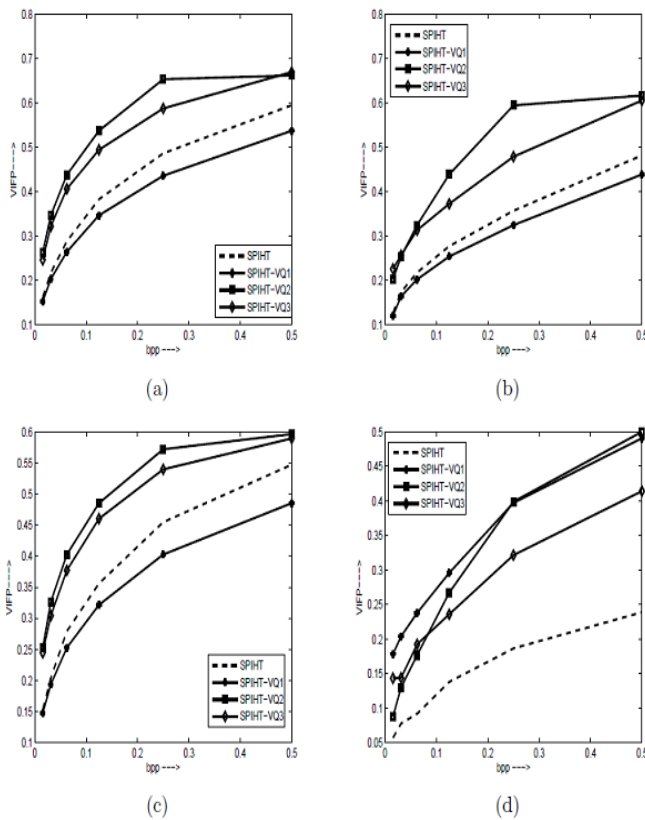 0.8
0.7
0.6
0.5
0.4
0.3
0.2
0.1
VIFP---->
0 0.1 0.2 0.3 0.4 0.5
bpp ---->
SPIHT
SPIHT-VQ1
SPIHT-VQ2
SPIHT-VQ3
(a)
0.8
0.7
0.6
0.5
0.4
0.3
0.2
0.1
VIFP---->
0 0.1 0.2 0.3 0.4 0.5
bpp ---->
SPIHT
SPIHT-VQ1
SPIHT-VQ2
SPIHT-VQ3
(b)
0.6
0.55
0.5
0.45
0.4
0.35
0.3
0.25
0.2
0.15
0.1
VIFP---->
0 0.1 0.2 0.3 0.4 0.5
bpp ---->
SPIHT
SPIHT-VQ1
SPIHT-VQ2
SPIHT-VQ3
(c)
0.5
0.45
0.4
0.35
0.3
0.25
0.2
0.15
0.1
0.05
VIFP---->
0 0.1 0.2 0.3 0.4 0.5
bpp ---->
SPIHT
SPIHT-VQ1
SPIHT-VQ2
SPIHT-VQ3
(d)